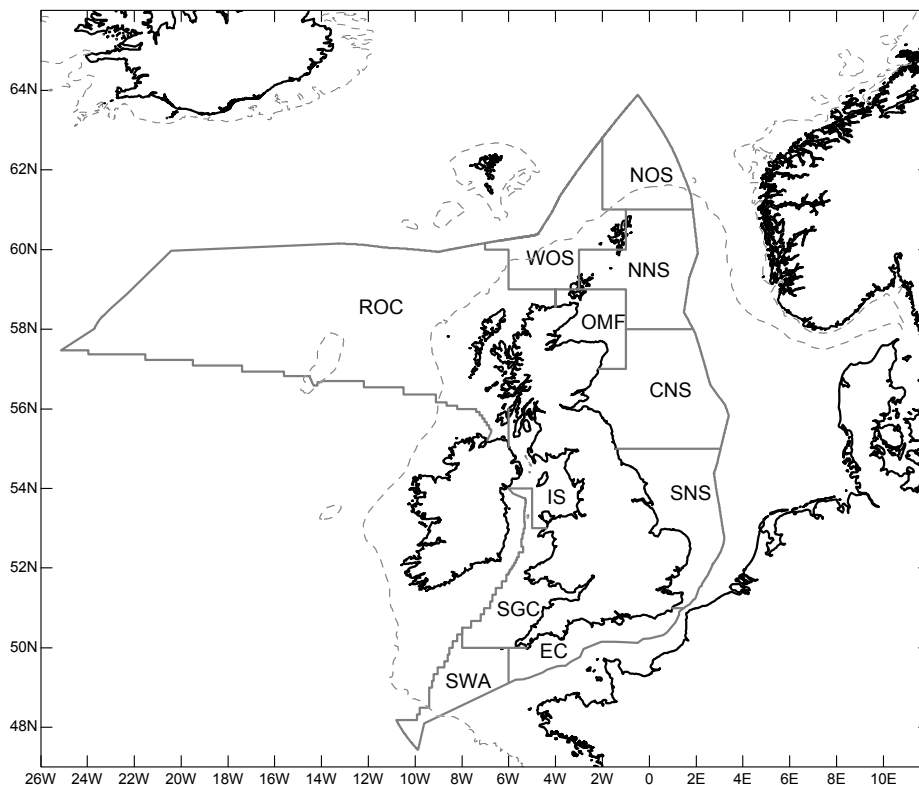 64N
62N
NOS
60N
WOS
NNS
ROC
58N
OMF
CNS
56N
54N
IS
SNS
52N
SGC
50N
EC
SWA
48N
26W 24W 22W 20W 18W 16W 14W 12W 10W 8W 6W 4W 2W 0 2E 4E 6E 8E 10E